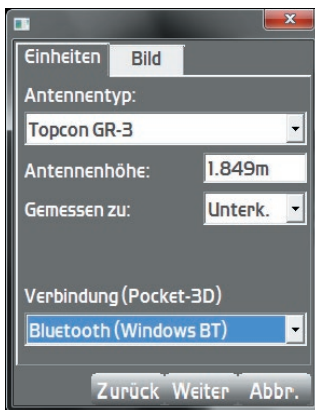 Einheiten Bild
Antennentyp:
Topcon GR-3
Antennenhöhe: 1.849m
Gemessen zu: Unterk.
Verbindung (Pocket-3D)
Bluetooth (Windows BT)
Zurück Weiter Abbr.